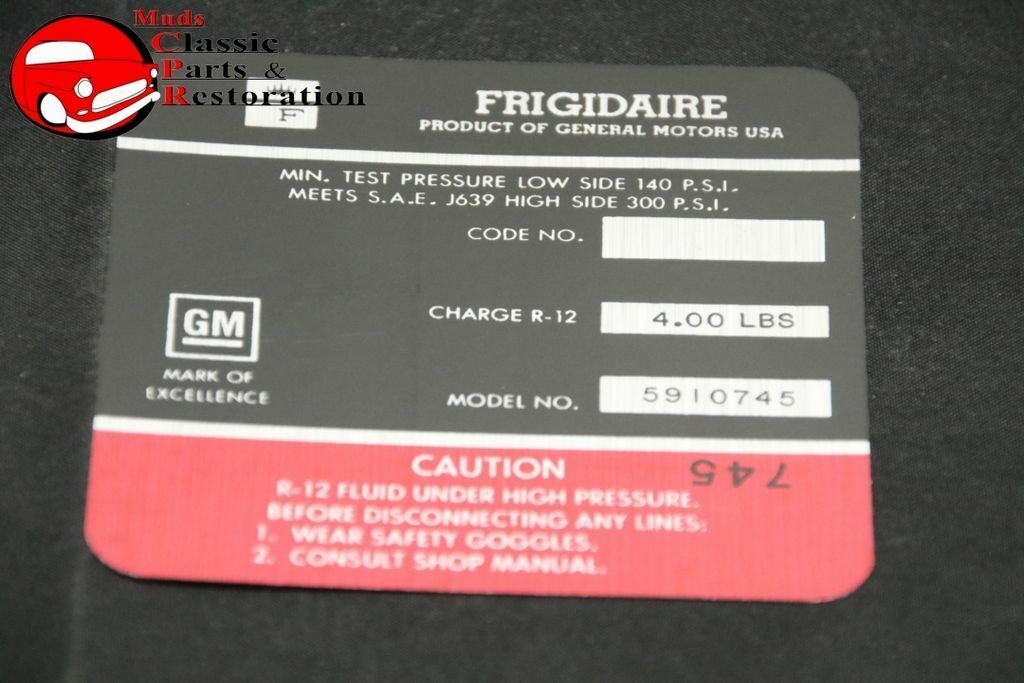 Muds
Classic
Parts &
Restoration
F
FRIGIDAIRE
PRODUCT OF GENERAL MOTORS USA
MIN. TEST PRESSURE LOW SIDE 140 P.S.I.
MEETS S.A.E. J639 HIGH SIDE 300 P.S.I.
CODE NO.
CHARGE R-12 4.00 LBS
GM
MARK OF
EXCELLENCE
MODEL NO. 5910745
CAUTION
745
R-12 FLUID UNDER HIGH PRESSURE.
BEFORE DISCONNECTING ANY LINES:
1. WEAR SAFETY GOGGLES.
2. CONSULT SHOP MANUAL.